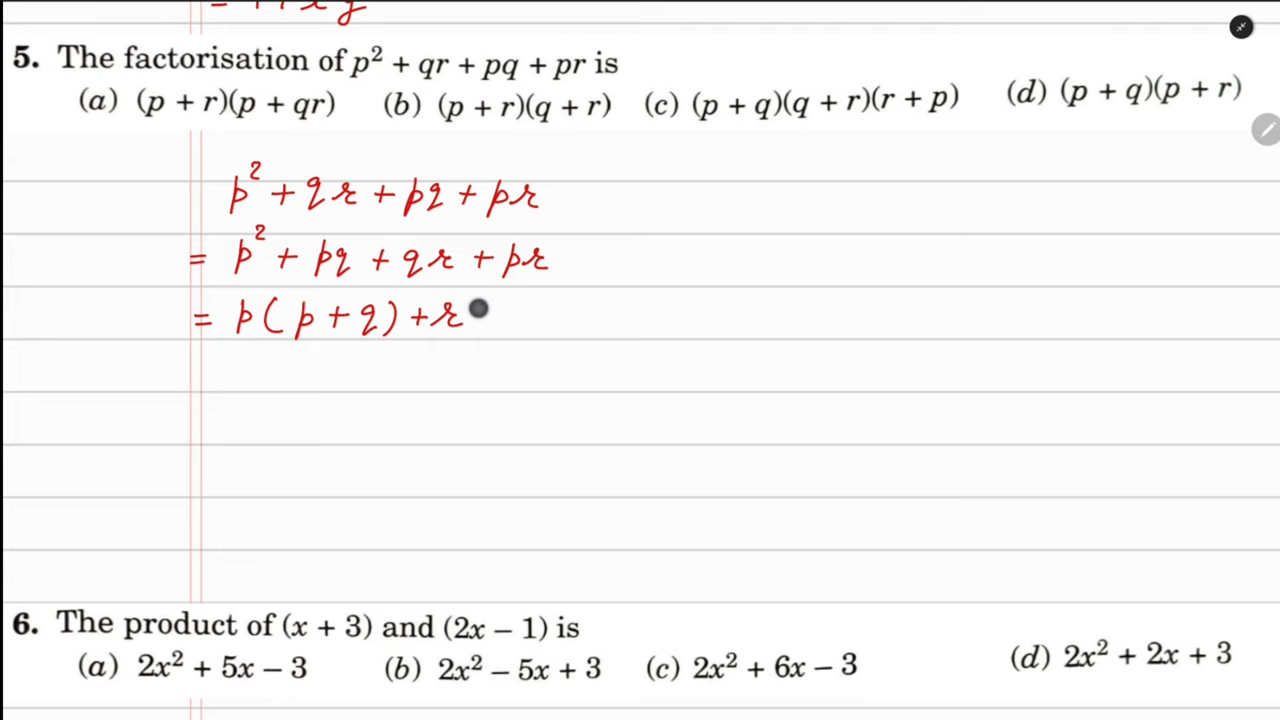 5. The factorisation of p² + qr + pq + pr is
(a) (p + r)(p + qr) (b) (p + r)(q + r) (c) (p + q)(q + r)(r + p) (d) (p + q)(p + r)
p² + qr + pq + pr
= p² + pq + qr + pr
= p(p + q) + r
6. The product of (x + 3) and (2x − 1) is
(a) 2x² + 5x − 3 (b) 2x² − 5x + 3 (c) 2x² + 6x − 3 (d) 2x² + 2x + 3